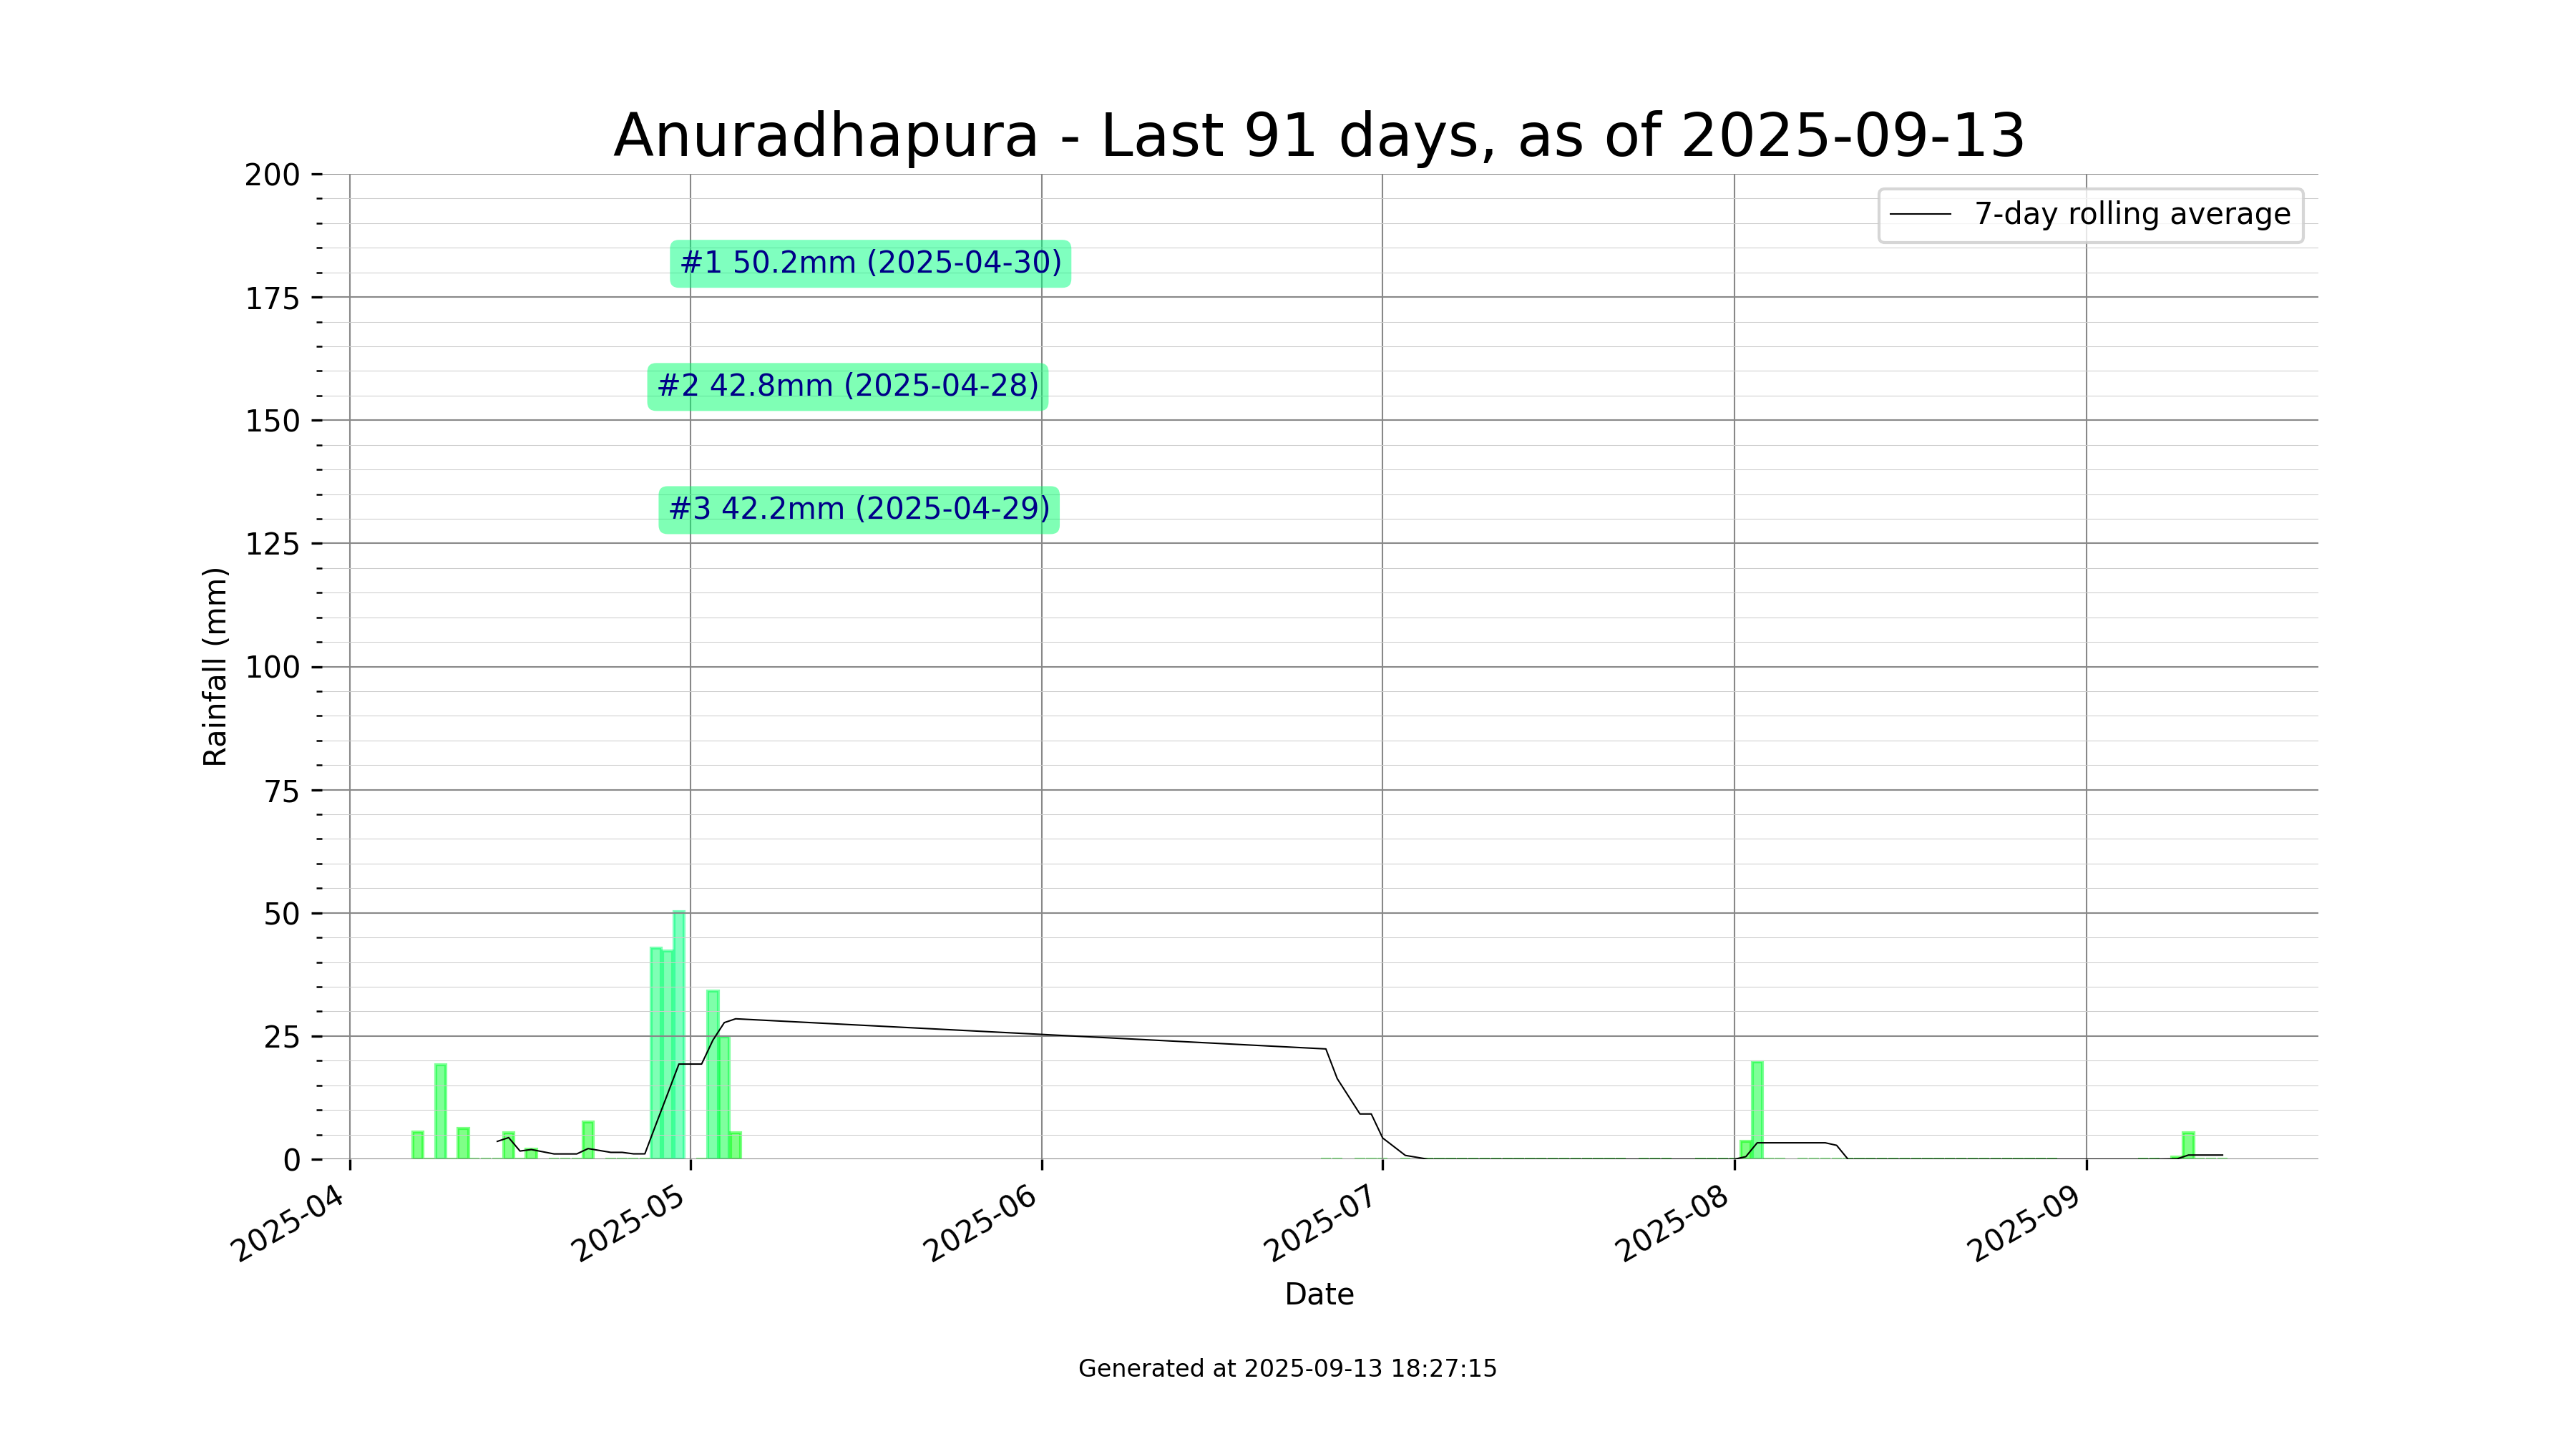 Anuradhapura - Last 91 days, as of 2025-09-13
7-day rolling average
#1 50.2mm (2025-04-30)
#2 42.8mm (2025-04-28)
#3 42.2mm (2025-04-29)
Rainfall (mm)
200
175
150
125
100
75
50
25
0
2025-04
2025-05
2025-06
2025-07
2025-08
2025-09
Date
Generated at 2025-09-13 18:27:15